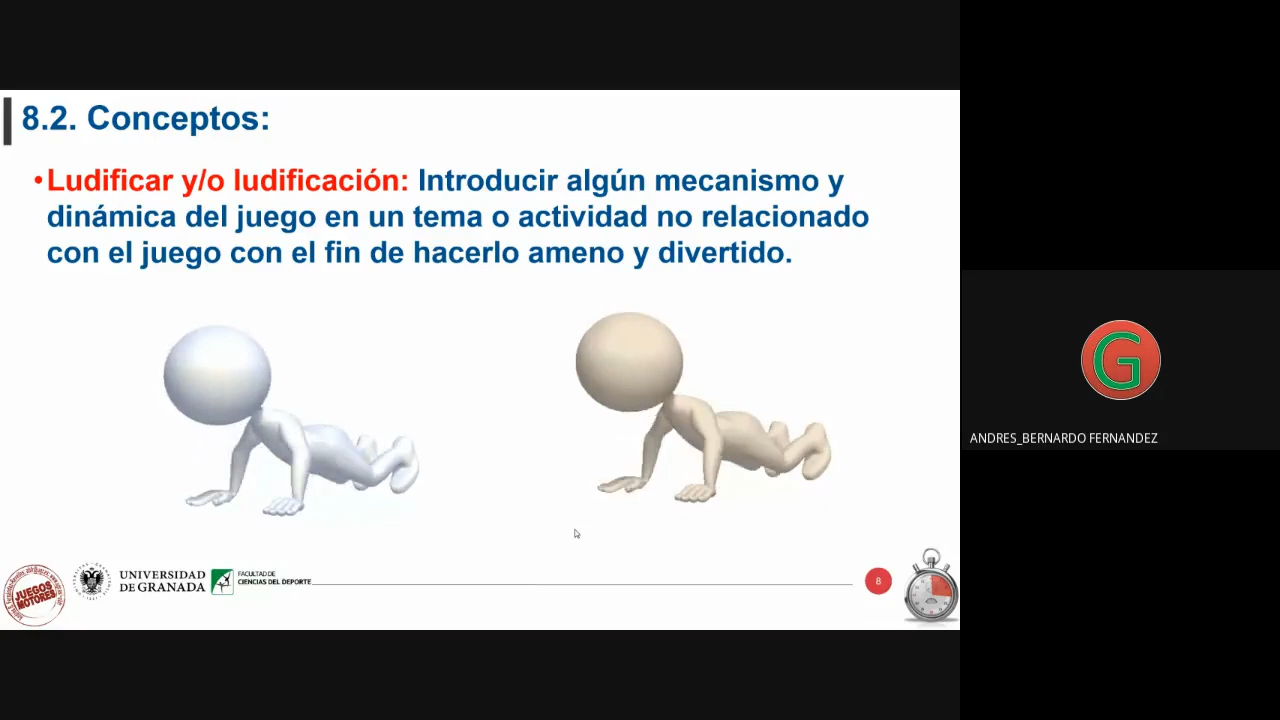 8.2. Conceptos:
•Ludificar y/o ludificación: Introducir algún mecanismo y
dinámica del juego en un tema o actividad no relacionado
con el juego con el fin de hacerlo ameno y divertido.
G
ANDRES_BERNARDO FERNANDEZ
JUEGOS
MOTORES
UNIVERSIDAD
DE GRANADA
FACULTAD DE
CIENCIAS DEL DEPORTE
8